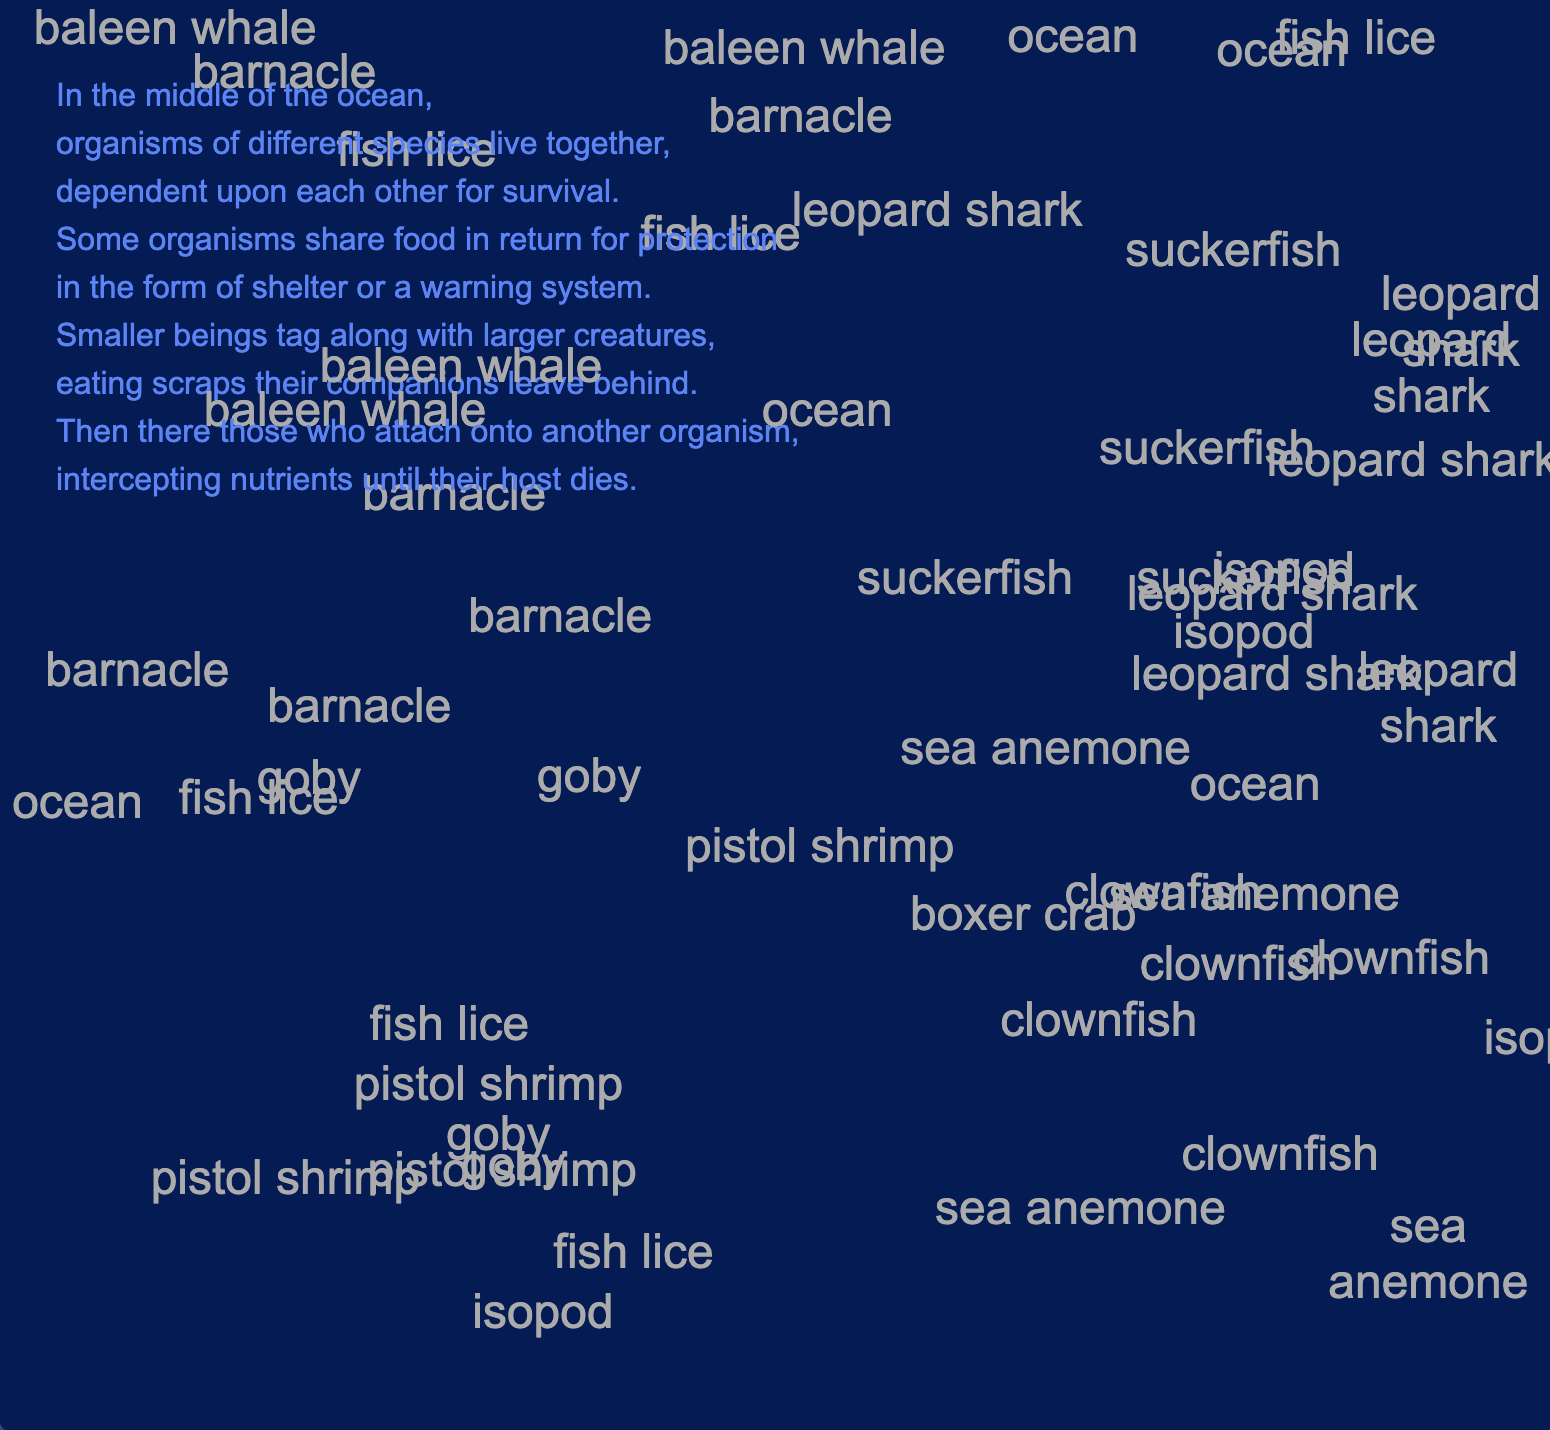 baleen whale
barnacle
baleen whale
ocean
ocean
fish lice
barnacle
In the middle of the ocean,
organisms of different species live together,
dependent upon each other for survival.
Some organisms share food in return for protection
in the form of shelter or a warning system.
Smaller beings tag along with larger creatures,
eating scraps their companions leave behind.
Then there those who attach onto another organism,
intercepting nutrients until their host dies.
fish lice
leopard shark
fish lice
suckerfish
leopard
shark
leopard
shark
baleen whale
baleen whale
ocean
suckerfish
leopard shark
barnacle
suckerfish
suckerfish
isopod
leopard shark
barnacle
isopod
barnacle
leopard shark
leopard
shark
barnacle
sea anemone
goby
goby
ocean
fish lice
ocean
pistol shrimp
clownfish
sea anemone
boxer crab
clownfish
clownfish
fish lice
clownfish
isop
pistol shrimp
goby
clownfish
pistol shrimp
pistol shrimp
goby
sea anemone
sea
anemone
fish lice
isopod